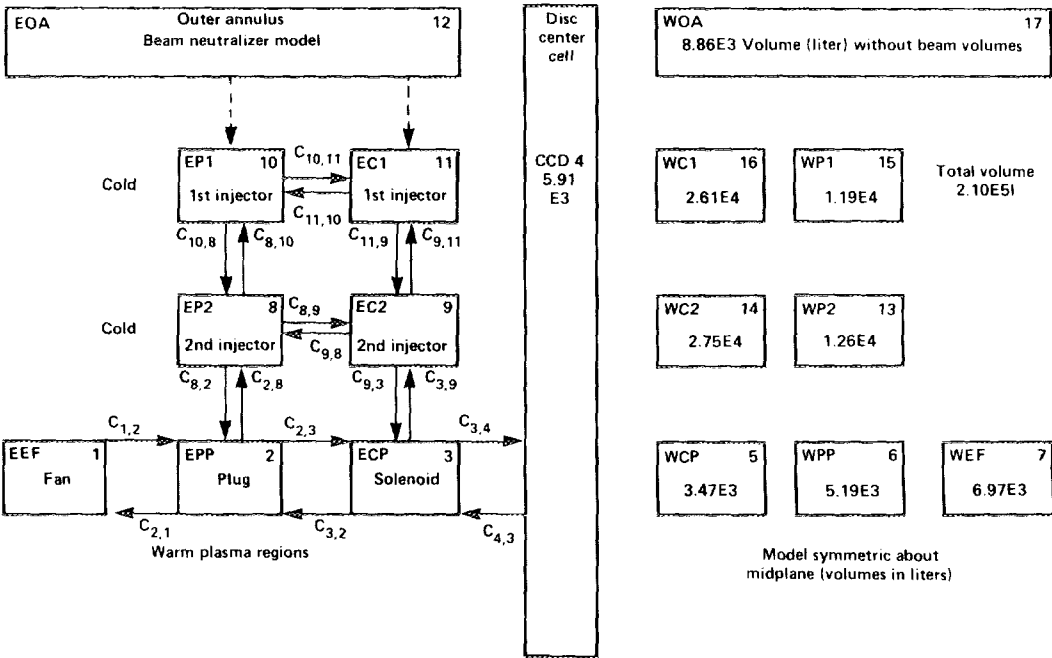 EOA
Outer annulus
12
Beam neutralizer model
Disc
center
cell
WOA
17
8.86E3 Volume (liter) without beam volumes
Cold
EP1
10
1st injector
C10,11
C11,10
EC1
11
1st injector
CCD 4
5.91
E3
WC1
16
2.61E4
WP1
15
1.19E4
Total volume
2.10E5l
C10,8
C8,10
C11,9
C9,11
Cold
EP2
8
2nd injector
C8,9
C9,8
EC2
9
2nd injector
WC2
14
2.75E4
WP2
13
1.26E4
C8,2
C2,8
C9,3
C3,9
EEF
1
Fan
C1,2
C2,1
EPP
2
Plug
C2,3
C3,2
ECP
3
Solenoid
C3,4
C4,3
WCP
5
3.47E3
WPP
6
5.19E3
WEF
7
6.97E3
Warm plasma regions
Model symmetric about
midplane (volumes in liters)